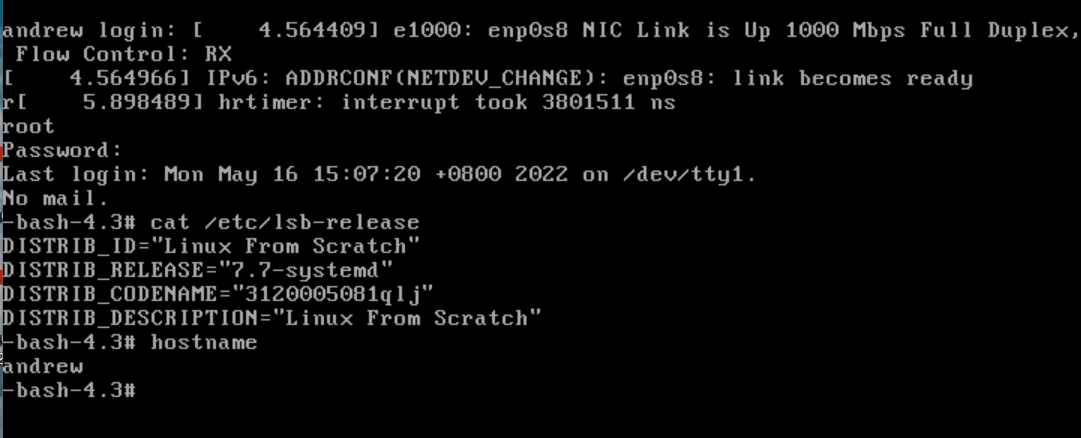 andrew login: [    4.564409] e1000: enp0s8 NIC Link is Up 1000 Mbps Full Duplex,
 Flow Control: RX
[    4.564966] IPv6: ADDRCONF(NETDEV_CHANGE): enp0s8: link becomes ready
r[    5.898489] hrtimer: interrupt took 3801511 ns
root
Password:
Last login: Mon May 16 15:07:20 +0800 2022 on /dev/tty1.
No mail.
-bash-4.3# cat /etc/lsb-release
DISTRIB_ID="Linux From Scratch"
DISTRIB_RELEASE="7.7-systemd"
DISTRIB_CODENAME="3120005081qlj"
DISTRIB_DESCRIPTION="Linux From Scratch"
-bash-4.3# hostname
andrew
-bash-4.3#